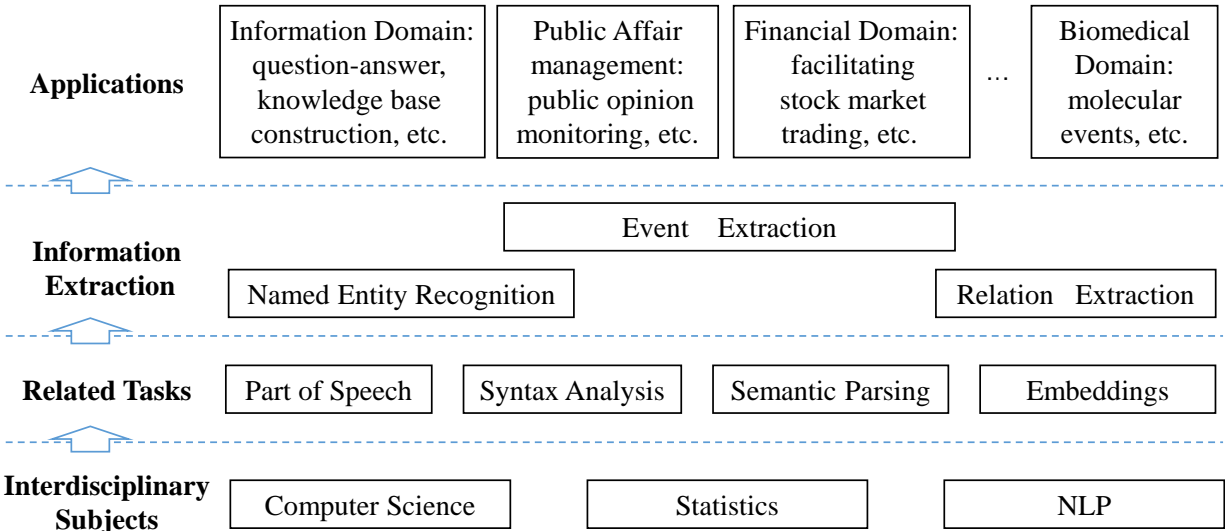 Applications
Information Domain:
question-answer,
knowledge base
construction, etc.
Public Affair
management:
public opinion
monitoring, etc.
Financial Domain:
facilitating
stock market
trading, etc.
...
Biomedical
Domain:
molecular
events, etc.
Information
Extraction
Event Extraction
Named Entity Recognition
Relation Extraction
Related Tasks
Part of Speech
Syntax Analysis
Semantic Parsing
Embeddings
Interdisciplinary
Subjects
Computer Science
Statistics
NLP